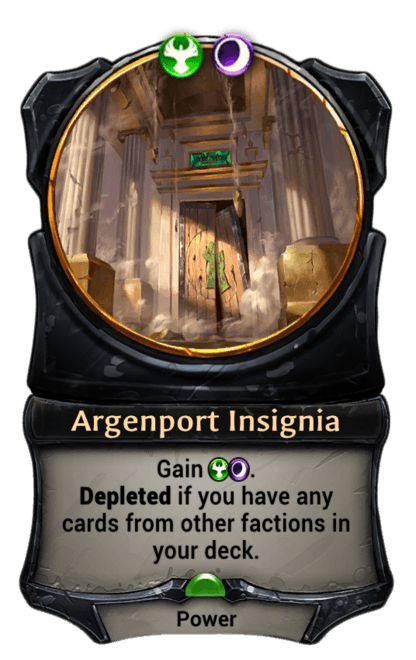 Argenport Insignia
Gain .
Depleted if you have any
cards from other factions in
your deck.
Power